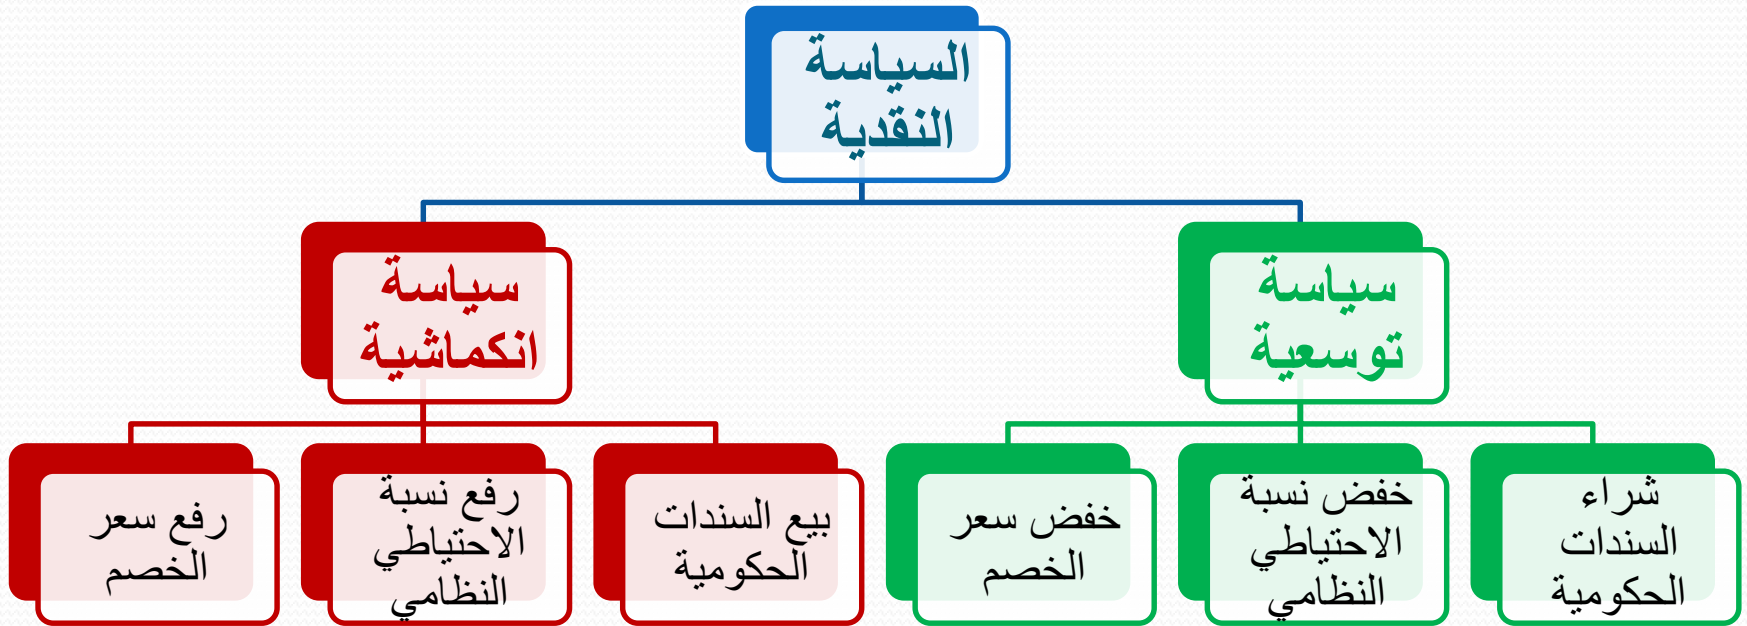 السياسة
النقدية
سياسة
توسعية
سياسة
انكماشية
شراء
السندات
الحكومية
خفض نسبة
الاحتياطي
النظامي
خفض سعر
الخصم
بيع السندات
الحكومية
رفع نسبة
الاحتياطي
النظامي
رفع سعر
الخصم